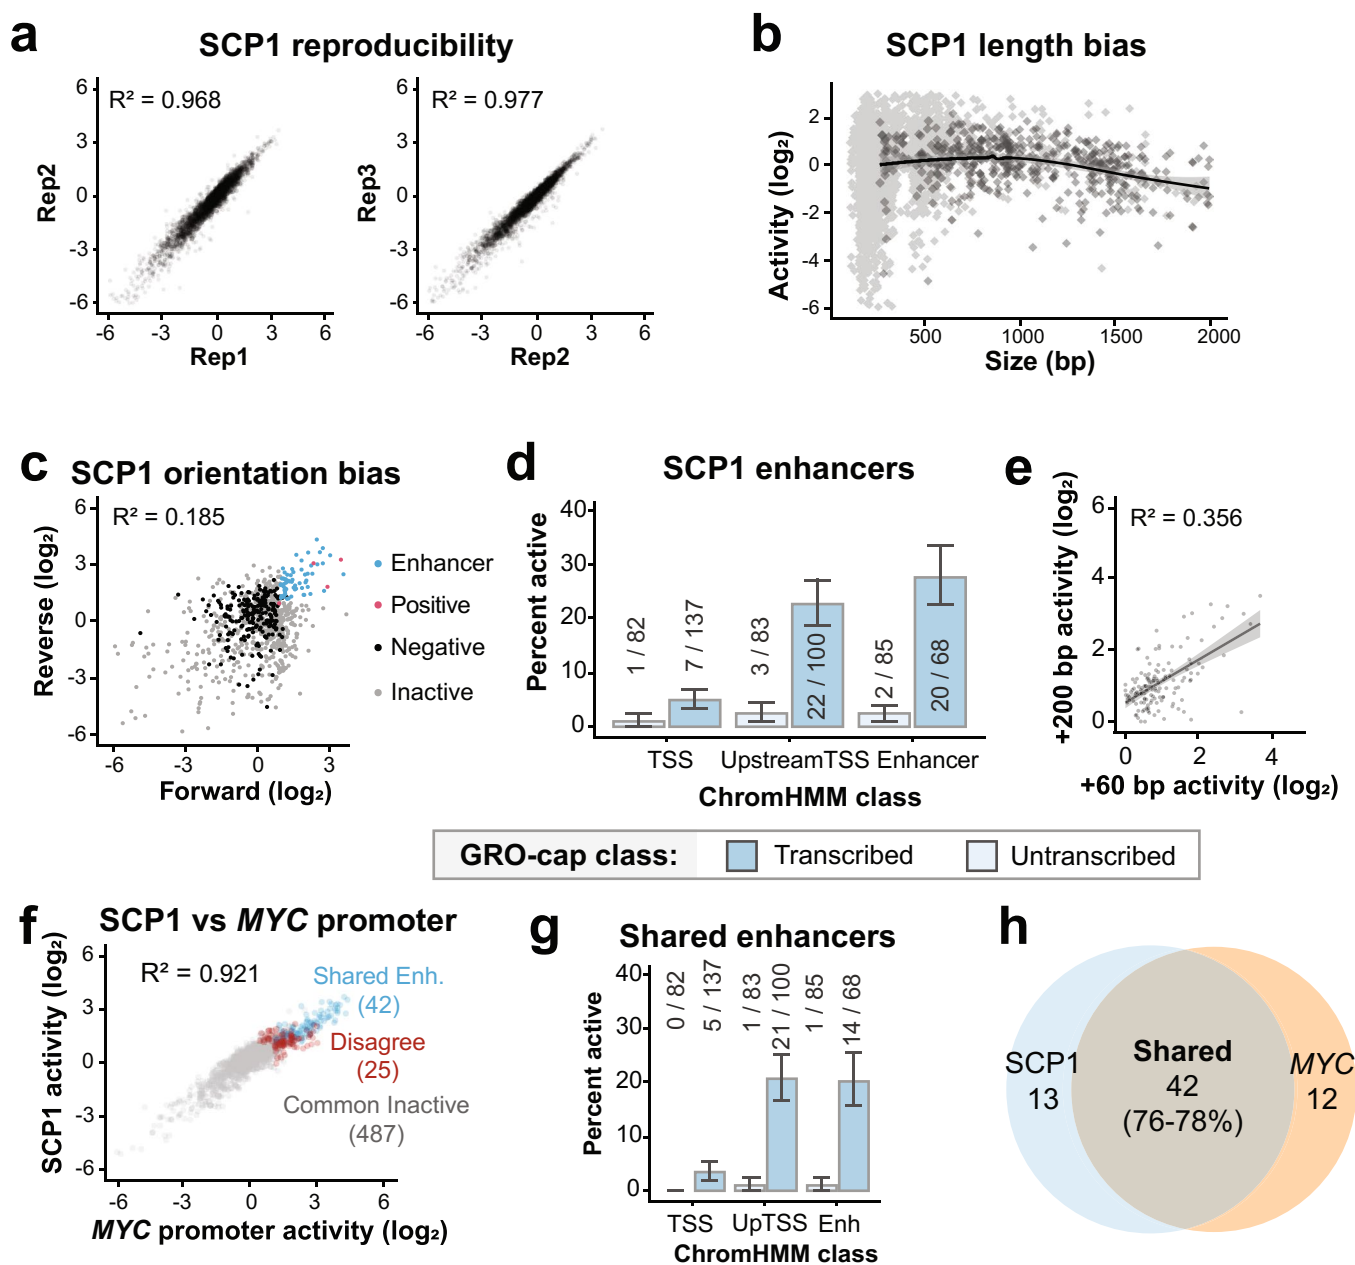 a
SCP1 reproducibility
R² = 0.968
Rep2
6
3
0
-3
-6
-6 -3 0 3 6
Rep1
R² = 0.977
Rep3
6
3
0
-3
-6
-6 -3 0 3 6
Rep2
b
SCP1 length bias
Activity (log₂)
2
0
-2
-4
-6
500 1000 1500 2000
Size (bp)
c
SCP1 orientation bias
R² = 0.185
Reverse (log₂)
6
3
0
-3
-6
-6 -3 0 3
Forward (log₂)
Enhancer
Positive
Negative
Inactive
d
SCP1 enhancers
Percent active
40
30
20
10
0
1 / 82
7 / 137
3 / 83
22 / 100
2 / 85
20 / 68
TSS UpstreamTSS Enhancer
ChromHMM class
e
R² = 0.356
+200 bp activity (log₂)
6
4
2
0
0 2 4
+60 bp activity (log₂)
GRO-cap class: Transcribed Untranscribed
f
SCP1 vs MYC promoter
R² = 0.921
SCP1 activity (log₂)
6
3
0
-3
-6
Shared Enh.
(42)
Disagree
(25)
Common Inactive
(487)
-6 -3 0 3 6
MYC promoter activity (log₂)
g
Shared enhancers
Percent active
40
30
20
10
0
0 / 82
5 / 137
1 / 83
21 / 100
1 / 85
14 / 68
TSS UpTSS Enh
ChromHMM class
h
SCP1
13
Shared
42
(76-78%)
MYC
12